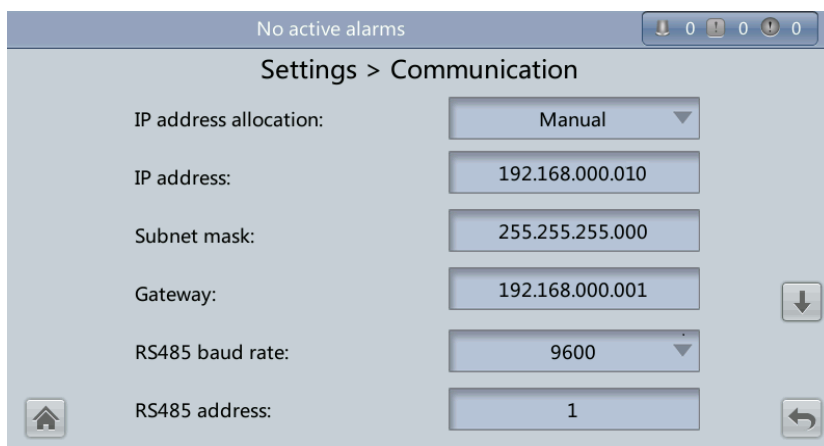 No active alarms 0 0 0
Settings > Communication
IP address allocation: Manual
IP address: 192.168.000.010
Subnet mask: 255.255.255.000
Gateway: 192.168.000.001
RS485 baud rate: 9600
RS485 address: 1